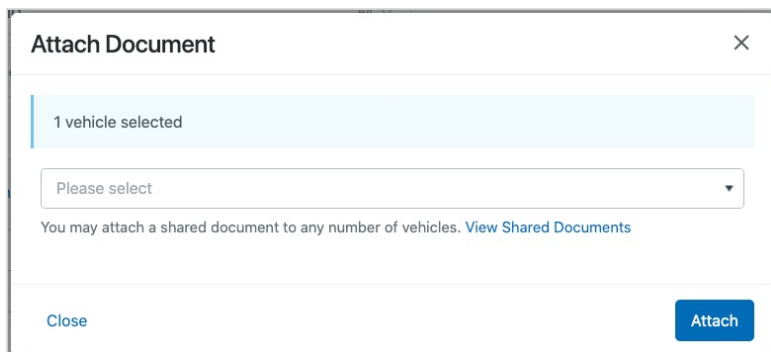 Attach Document
1 vehicle selected
Please select
You may attach a shared document to any number of vehicles. View Shared Documents
Close
Attach